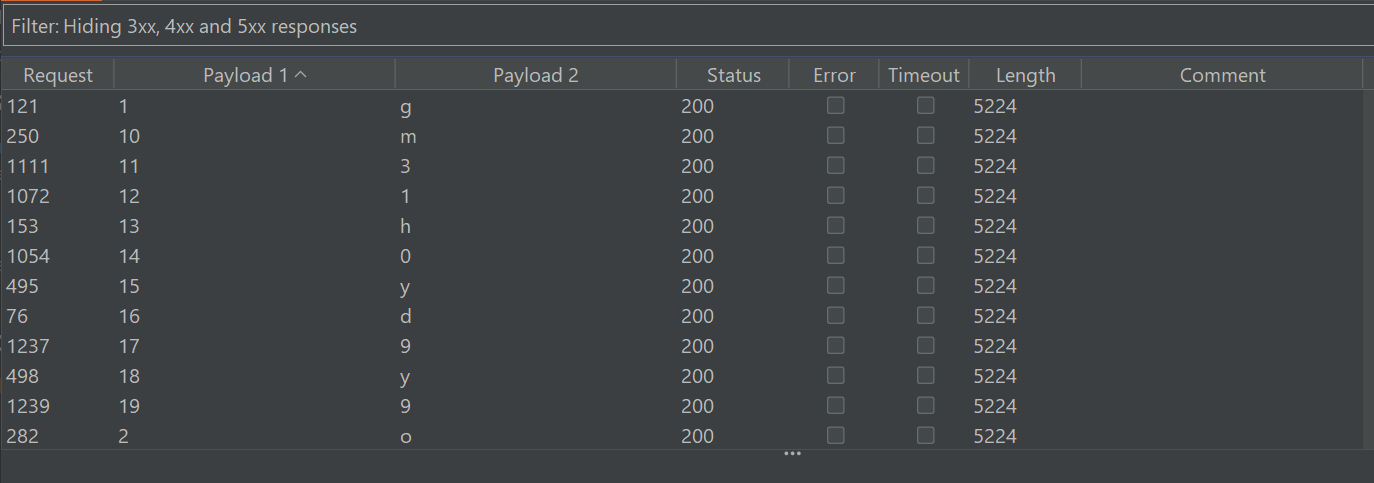 Filter: Hiding 3xx, 4xx and 5xx responses
Request Payload 1 Payload 2 Status Error Timeout Length Comment
121 1 g 200 5224
250 10 m 200 5224
1111 11 3 200 5224
1072 12 1 200 5224
153 13 h 200 5224
1054 14 0 200 5224
495 15 y 200 5224
76 16 d 200 5224
1237 17 9 200 5224
498 18 y 200 5224
1239 19 9 200 5224
282 2 o 200 5224